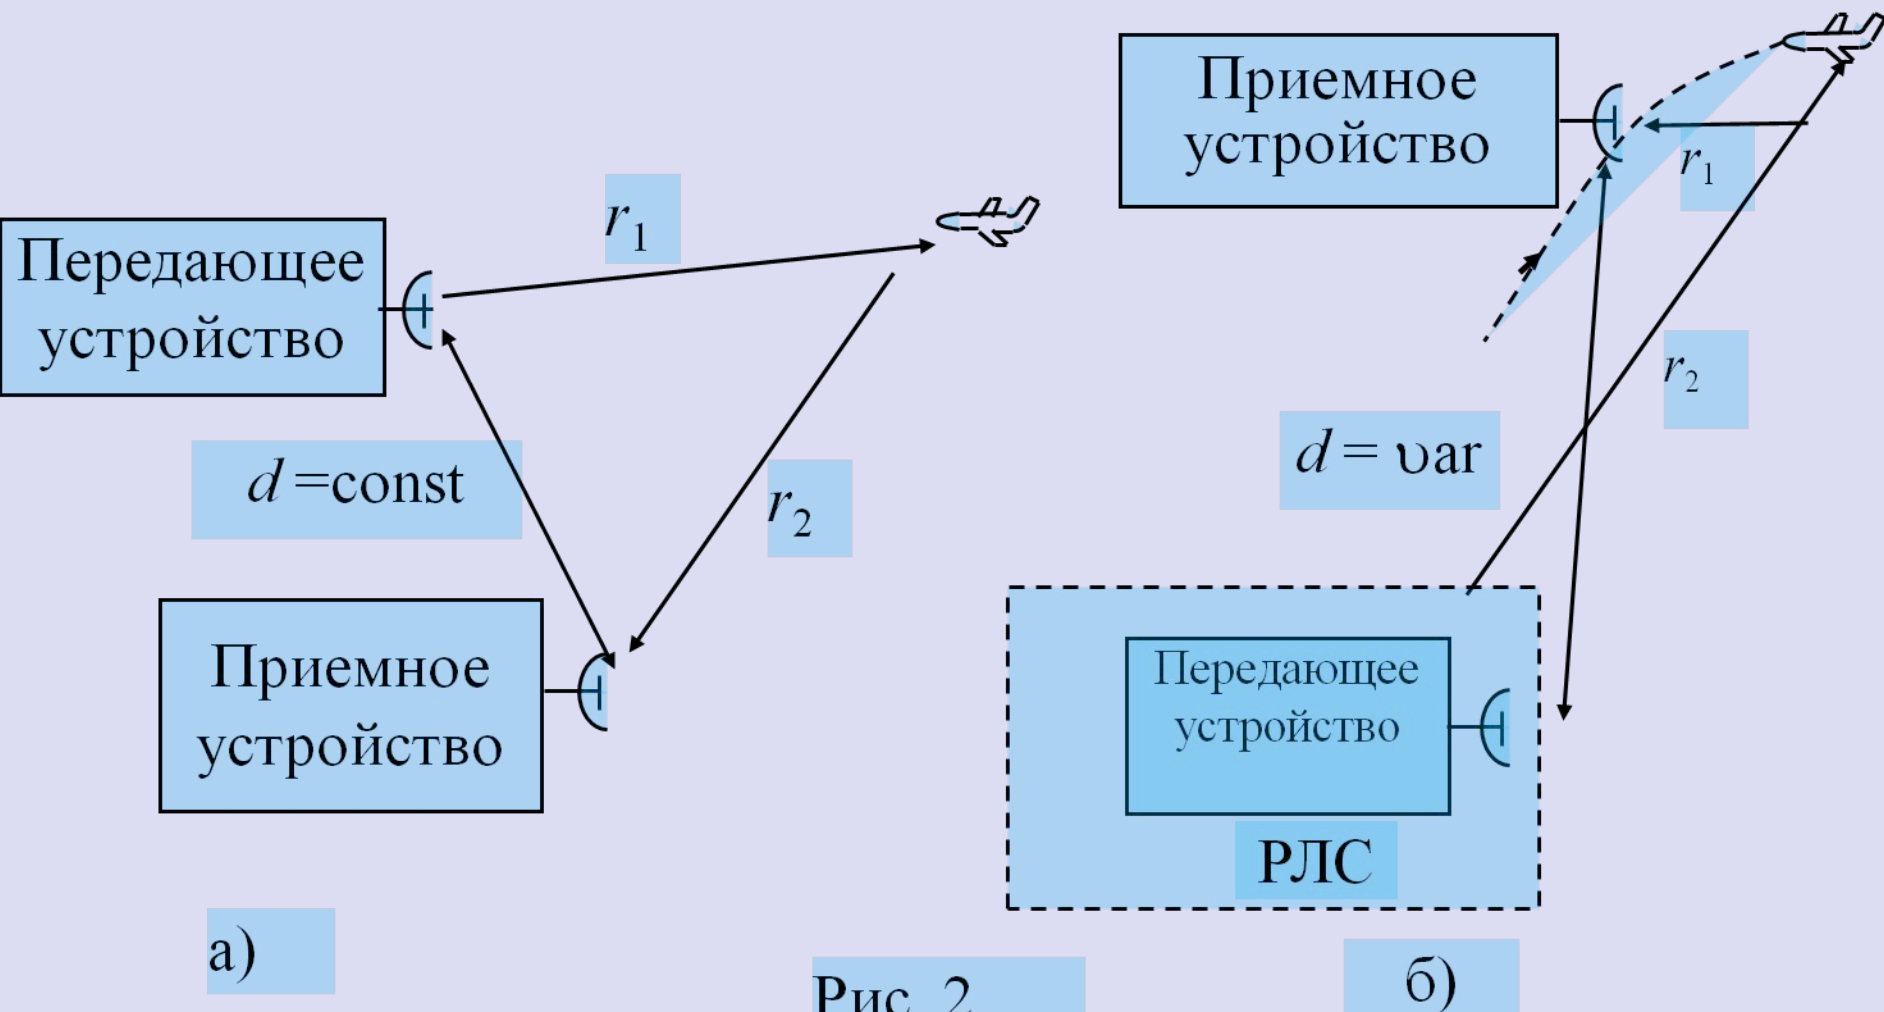 Передающее
устройство
r1
d =const
r2
Приемное
устройство
а)
Приемное
устройство
r1
r2
d = υar
Передающее
устройство
РЛС
б)
Рис. 2